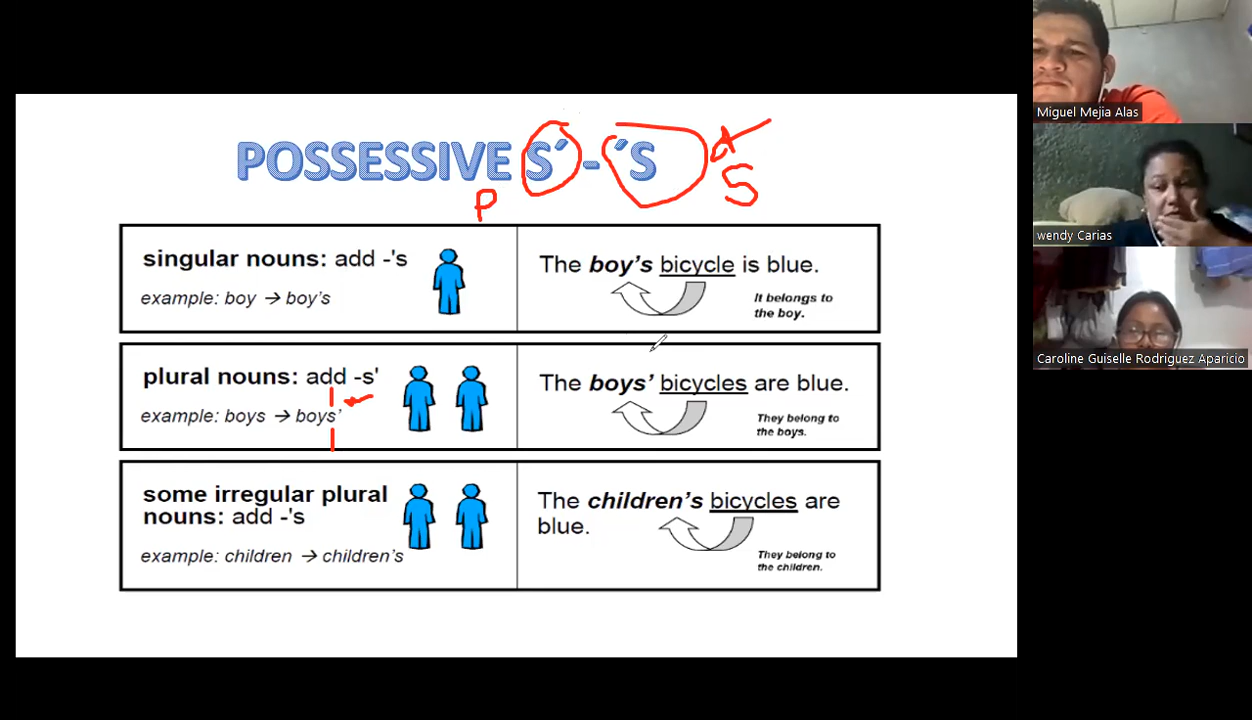 POSSESSIVE S´ - ´S
P
S
singular nouns: add -'s
example: boy → boy's
The boy's bicycle is blue.
It belongs to
the boy.
plural nouns: add -s'
example: boys → boys'
The boys' bicycles are blue.
They belong to
the boys.
some irregular plural
nouns: add -'s
example: children → children's
The children's bicycles are
blue.
They belong to
the children.
Miguel Mejia Alas
wendy Carias
Caroline Guiselle Rodriguez Aparicio